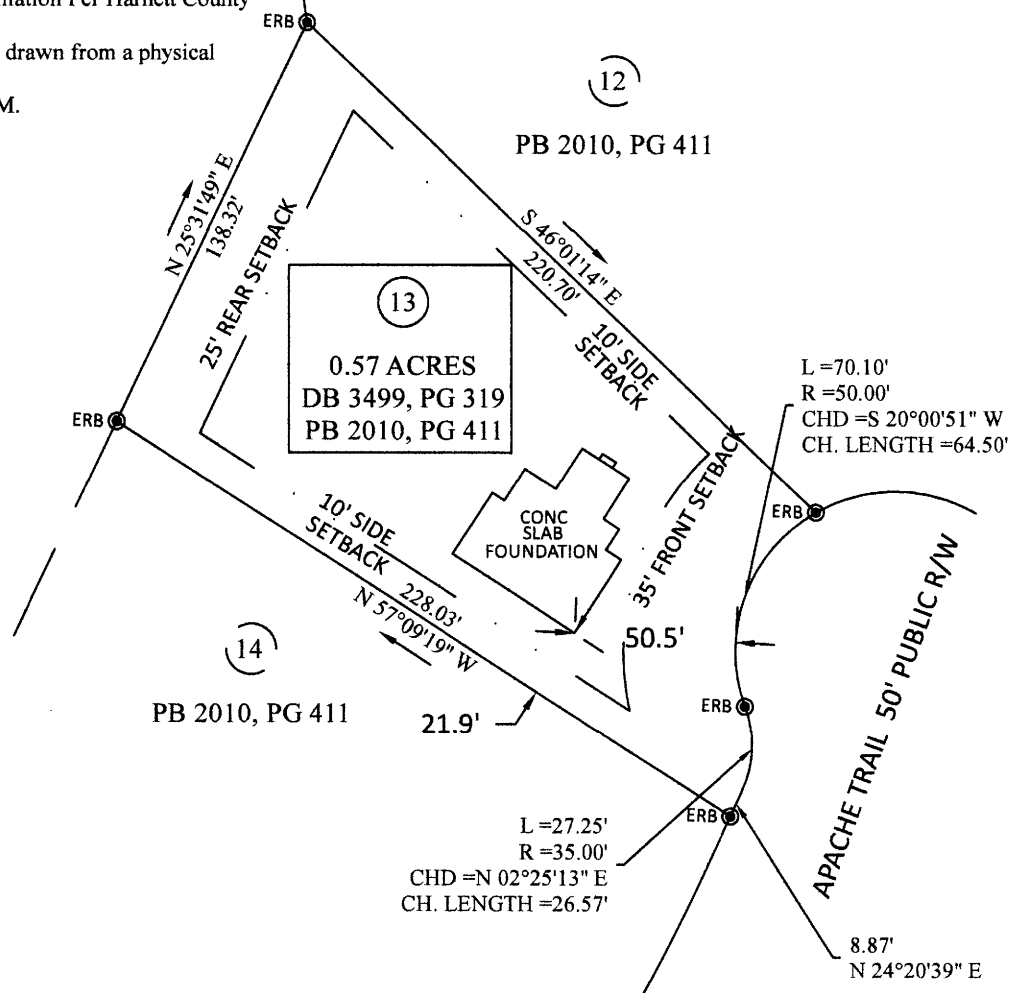 Per Harnett County
drawn from a physical
M.
ERB
12
PB 2010, PG 411
N 25°31'49" E
138.32'
25' REAR SETBACK
S 46°01'14" E
220.70'
13
0.57 ACRES
DB 3499, PG 319
PB 2010, PG 411
10' SIDE
SETBACK
L =70.10'
R =50.00'
CHD =S 20°00'51" W
CH. LENGTH =64.50'
ERB
ERB
CONC
SLAB
FOUNDATION
35' FRONT SETBACK
10' SIDE
SETBACK
228.03'
N 57°09'19" W
50.5'
14
PB 2010, PG 411
21.9'
ERB
APACHE TRAIL 50' PUBLIC R/W
ERB
L =27.25'
R =35.00'
CHD =N 02°25'13" E
CH. LENGTH =26.57'
8.87'
N 24°20'39" E